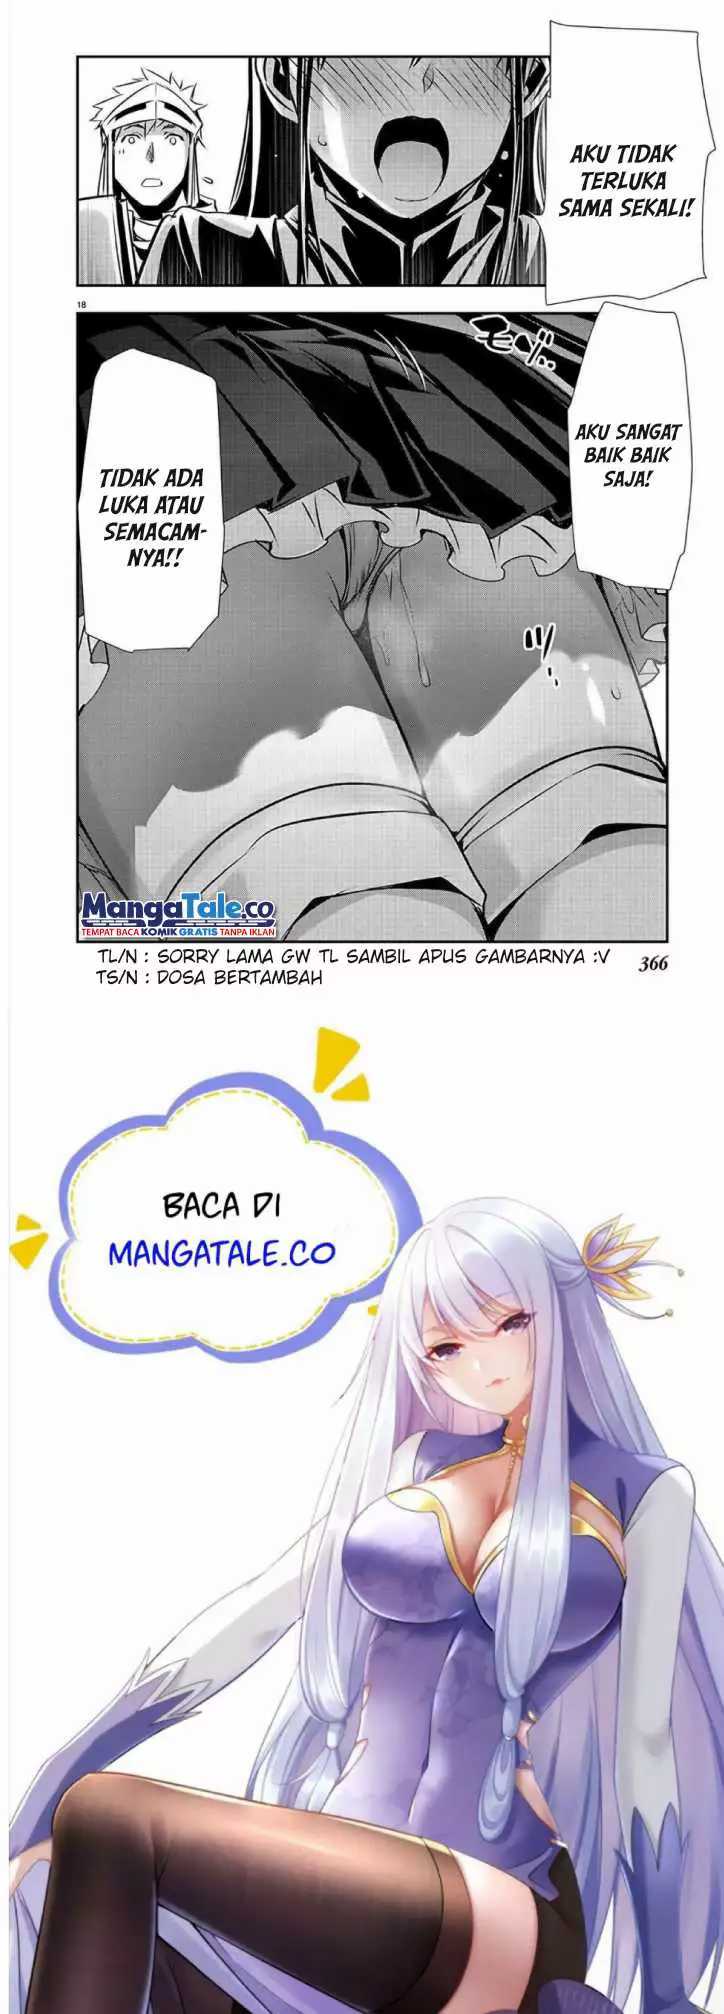 AKU TIDAK
TERLUKA
SAMA SEKALI!
18
モゾ..
AKU SANGAT
BAIK BAIK
SAJA!
TIDAK ADA
LUKA ATAU
SEMACAM-
NYA!!
MangaTale.co
TEMPAT BACA KOMIK GRATIS TANPA IKLAN
TL/N : SORRY LAMA GW TL SAMBIL APUS GAMBARNYA :V
366
TS/N : DOSA BERTAMBAH
BACA DI
MANGATALE.CO